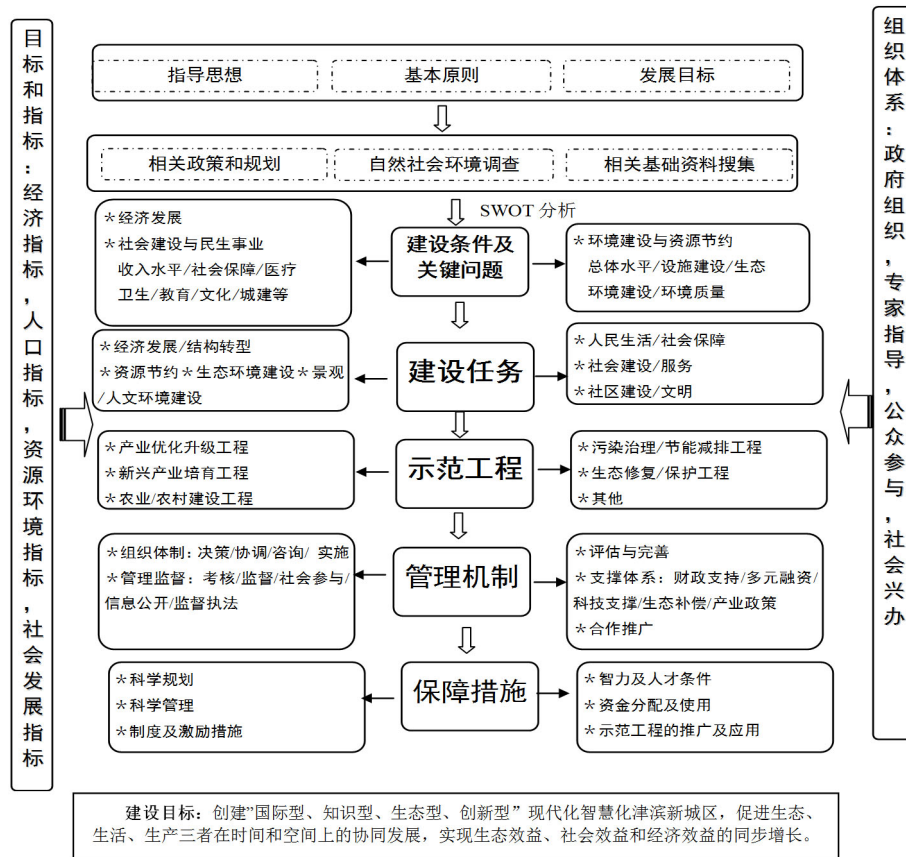 目标和指标：经济指标，人口指标，资源环境指标，社会发展指标
指导思想 基本原则 发展目标
相关政策和规划 自然社会环境调查 相关基础资料搜集
SWOT 分析
＊经济发展
＊社会建设与民生事业
收入水平/社会保障/医疗
卫生/教育/文化/城建等
建设条件及
关键问题
＊环境建设与资源节约
总体水平/设施建设/生态
环境建设/环境质量
＊经济发展/结构转型
＊资源节约＊生态环境建设＊景观
/人文环境建设
建设任务
＊人民生活/社会保障
＊社会建设/服务
＊社区建设/文明
＊产业优化升级工程
＊新兴产业培育工程
＊农业/农村建设工程
示范工程
＊污染治理/节能减排工程
＊生态修复/保护工程
＊其他
＊组织体制：决策/协调/咨询/ 实施
＊管理监督：考核/监督/社会参与/
信息公开/监督执法
管理机制
＊评估与完善
＊支撑体系：财政支持/多元融资/
科技支撑/生态补偿/产业政策
＊合作推广
＊科学规划
＊科学管理
＊制度及激励措施
保障措施
＊智力及人才条件
＊资金分配及使用
＊示范工程的推广及应用
组织体系：政府组织，专家指导，公众参与，社会兴办
建设目标：创建”国际型、知识型、生态型、创新型”现代化智慧化津滨新城区，促进生态、
生活、生产三者在时间和空间上的协同发展，实现生态效益、社会效益和经济效益的同步增长。